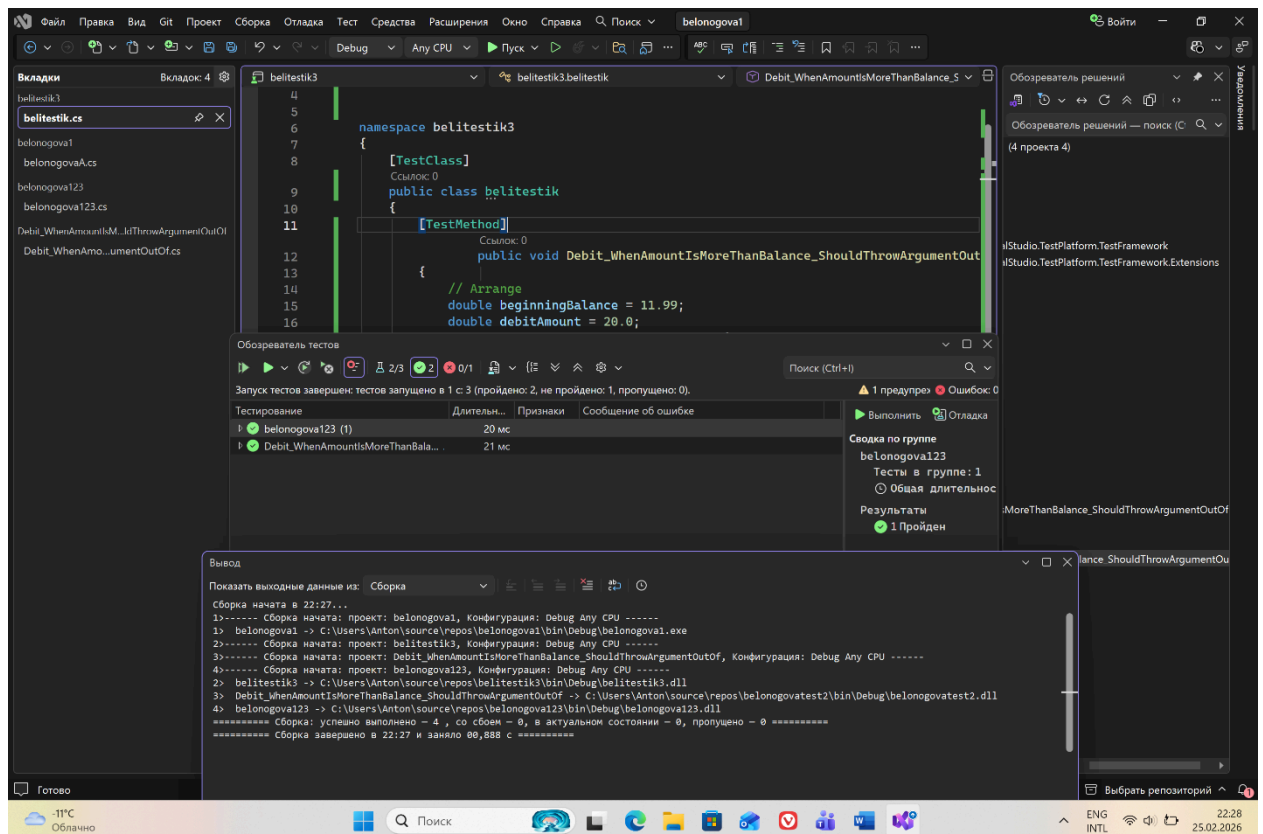 Файл Правка Вид Git Проект Сборка Отладка Тест Средства Расширения Окно Справка Поиск belonogova1 Войти
Debug Any CPU Пуск
Вкладки Вкладок: 4
belitestik3
belitestik.cs
belonogova1
belonogovaA.cs
belonogova123
belonogova123.cs
Debit_WhenAmountIsM...ldThrowArgumentOutOf
Debit_WhenAmo...umentOutOf.cs
belitestik3 belitestik3.belitestik Debit_WhenAmountIsMoreThanBalance_S
4
5
6 namespace belitestik3
7 {
8 [TestClass]
Ссылок: 0
9 public class belitestik
10 {
11 [TestMethod]
Ссылок: 0
12 public void Debit_WhenAmountIsMoreThanBalance_ShouldThrowArgumentOut
13 {
14 // Arrange
15 double beginningBalance = 11.99;
16 double debitAmount = 20.0;
Обозреватель решений
Обозреватель решений — поиск (С
(4 проекта 4)
alStudio.TestPlatform.TestFramework
alStudio.TestPlatform.TestFramework.Extensions
sMoreThanBalance_ShouldThrowArgumentOutOf
lance_ShouldThrowArgumentOu
Уведомления
Обозреватель тестов
2/3 2 0/1 Поиск (Ctrl+I)
Запуск тестов завершен: тестов запущено в 1 с: 3 (пройдено: 2, не пройдено: 1, пропущено: 0). 1 предупреж Ошибок: 0
Тестирование Длительн... Признаки Сообщение об ошибке
belonogova123 (1) 20 мс
Debit_WhenAmountIsMoreThanBala... 21 мс
Выполнить Отладка
Сводка по группе
belonogova123
Тесты в группе: 1
Общая длительнос
Результаты
1 Пройден
Вывод
Показать выходные данные из: Сборка
Сборка начата в 22:27...
1>------ Сборка начата: проект: belonogova1, Конфигурация: Debug Any CPU ------
1> belonogova1 -> C:\Users\Anton\source\repos\belonogova1\bin\Debug\belonogova1.exe
2>------ Сборка начата: проект: belitestik3, Конфигурация: Debug Any CPU ------
3>------ Сборка начата: проект: Debit_WhenAmountIsMoreThanBalance_ShouldThrowArgumentOutOf, Конфигурация: Debug Any CPU ------
4>------ Сборка начата: проект: belonogova123, Конфигурация: Debug Any CPU ------
2> belitestik3 -> C:\Users\Anton\source\repos\belitestik3\bin\Debug\belitestik3.dll
3> Debit_WhenAmountIsMoreThanBalance_ShouldThrowArgumentOutOf -> C:\Users\Anton\source\repos\belonogovatest2\bin\Debug\belonogovatest2.dll
4> belonogova123 -> C:\Users\Anton\source\repos\belonogova123\bin\Debug\belonogova123.dll
========== Сборка: успешно выполнено — 4 , со сбоем — 0, в актуальном состоянии — 0, пропущено — 0 ==========
========== Сборка завершено в 22:27 и заняло 00,888 с ==========
Готово Выбрать репозиторий
-11°C
Облачно
Поиск
ENG
INTL
22:28
25.02.2026